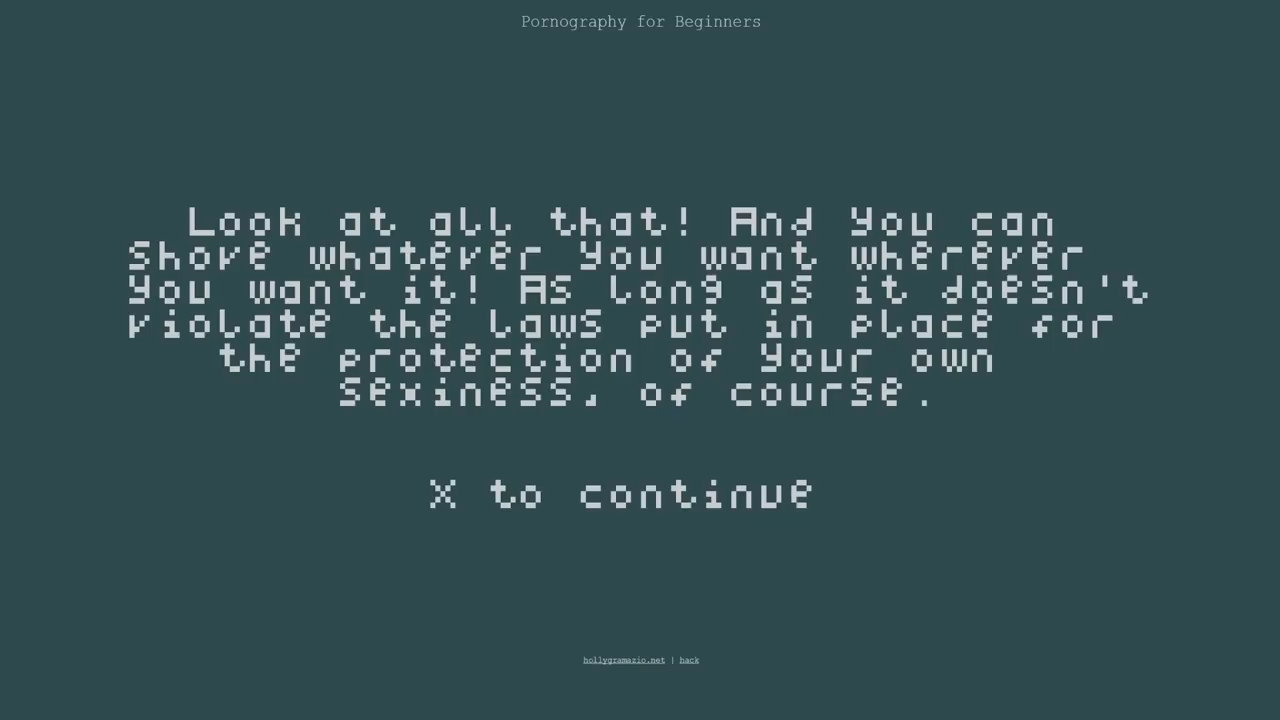 Pornography for Beginners
Look at all that! And you can
shove whatever you want wherever
you want it! As long as it doesn't
violate the laws put in place for
the protection of your own
sexiness, of course.
X to continue
hollygramazio.net | hack